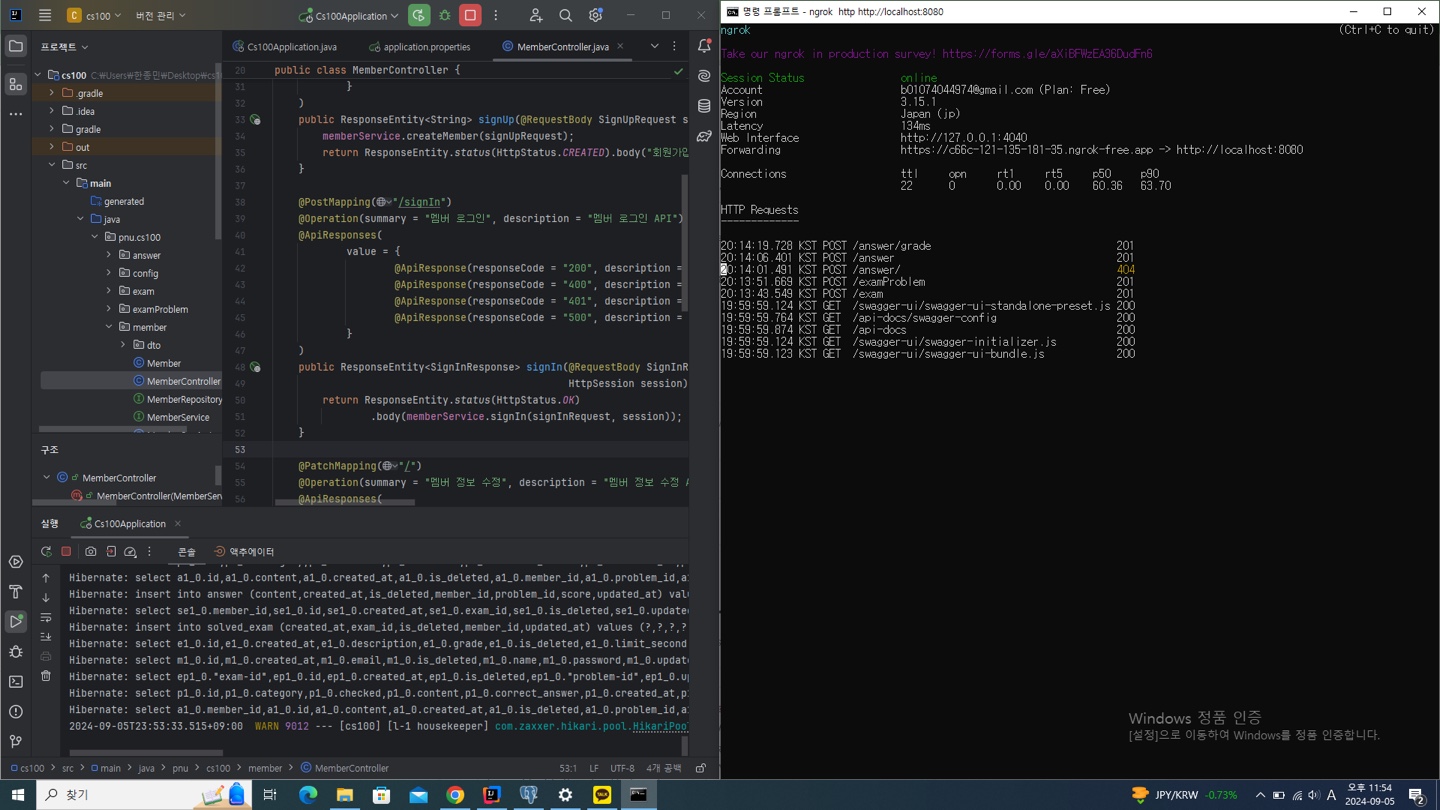 cs100
버전 관리
Cs100Application
프로젝트
Cs100Application.java
application.properties
MemberController.java
cs100 C:\Users\한종민\Desktop\cs1
.gradle
.idea
gradle
out
src
main
generated
java
pnu.cs100
answer
config
exam
examProblem
member
dto
Member
MemberController
MemberRepository
MemberService
구조
MemberController
MemberController(MemberServ
20 public class MemberController {
31 }
32 )
33 public ResponseEntity<String> signUp(@RequestBody SignUpRequest s
34 memberService.createMember(signUpRequest);
35 return ResponseEntity.status(HttpStatus.CREATED).body("회원가입
36 }
37
38 @PostMapping("/signIn")
39 @Operation(summary = "멤버 로그인", description = "멤버 로그인 API")
40 @ApiResponses(
41 value = {
42 @ApiResponse(responseCode = "200", description =
43 @ApiResponse(responseCode = "400", description =
44 @ApiResponse(responseCode = "401", description =
45 @ApiResponse(responseCode = "500", description =
46 }
47 )
48 public ResponseEntity<SignInResponse> signIn(@RequestBody SignInR
49 HttpSession session)
50 return ResponseEntity.status(HttpStatus.OK)
51 .body(memberService.signIn(signInRequest, session));
52 }
53
54 @PatchMapping("/")
55 @Operation(summary = "멤버 정보 수정", description = "멤버 정보 수정 A
56 @ApiResponses(
실행
Cs100Application
콘솔
액추에이터
Hibernate: select a1_0.id,a1_0.content,a1_0.created_at,a1_0.is_deleted,a1_0.member_id,a1_0.problem_id,a
Hibernate: insert into answer (content,created_at,is_deleted,member_id,problem_id,score,updated_at) valu
Hibernate: select se1_0.member_id,se1_0.id,se1_0.created_at,se1_0.exam_id,se1_0.is_deleted,se1_0.update
Hibernate: insert into solved_exam (created_at,exam_id,is_deleted,member_id,updated_at) values (?,?,?,?
Hibernate: select e1_0.id,e1_0.created_at,e1_0.description,e1_0.grade,e1_0.is_deleted,e1_0.limit_second
Hibernate: select m1_0.id,m1_0.created_at,m1_0.email,m1_0.is_deleted,m1_0.name,m1_0.password,m1_0.updat
Hibernate: select ep1_0."exam-id",ep1_0.id,ep1_0.created_at,ep1_0.is_deleted,ep1_0."problem-id",ep1_0.u
Hibernate: select p1_0.id,p1_0.category,p1_0.checked,p1_0.content,p1_0.correct_answer,p1_0.created_at,p
Hibernate: select a1_0.member_id,a1_0.id,a1_0.content,a1_0.created_at,a1_0.is_deleted,a1_0.problem_id,a
2024-09-05T23:53:33.515+09:00 WARN 9012 --- [cs100] [l-1 housekeeper] com.zaxxer.hikari.pool.HikariPool
cs100 > src > main > java > pnu > cs100 > member > MemberController
53:1 LF UTF-8 4개 공백
명령 프롬프트 - ngrok http http://localhost:8080
ngrok (Ctrl+C to quit)
Take our ngrok in production survey! https://forms.gle/aXiBFWzEA36DudFn6
Session Status online
Account b01074044974@gmail.com (Plan: Free)
Version 3.15.1
Region Japan (jp)
Latency 134ms
Web Interface http://127.0.0.1:4040
Forwarding https://c66c-121-135-181-35.ngrok-free.app -> http://localhost:8080
Connections ttl opn rt1 rt5 p50 p90
22 0 0.00 0.00 60.36 63.70
HTTP Requests
-------------
20:14:19.728 KST POST /answer/grade 201
20:14:06.401 KST POST /answer 201
20:14:01.491 KST POST /answer/ 404
20:13:51.669 KST POST /examProblem 201
20:13:43.549 KST POST /exam 201
19:59:59.124 KST GET /swagger-ui/swagger-ui-standalone-preset.js 200
19:59:59.764 KST GET /api-docs/swagger-config 200
19:59:59.874 KST GET /api-docs 200
19:59:59.124 KST GET /swagger-ui/swagger-initializer.js 200
19:59:59.123 KST GET /swagger-ui/swagger-ui-bundle.js 200
Windows 정품 인증
[설정]으로 이동하여 Windows를 정품 인증합니다.
찾기
JPY/KRW -0.73%
A
오후 11:54
2024-09-05
2